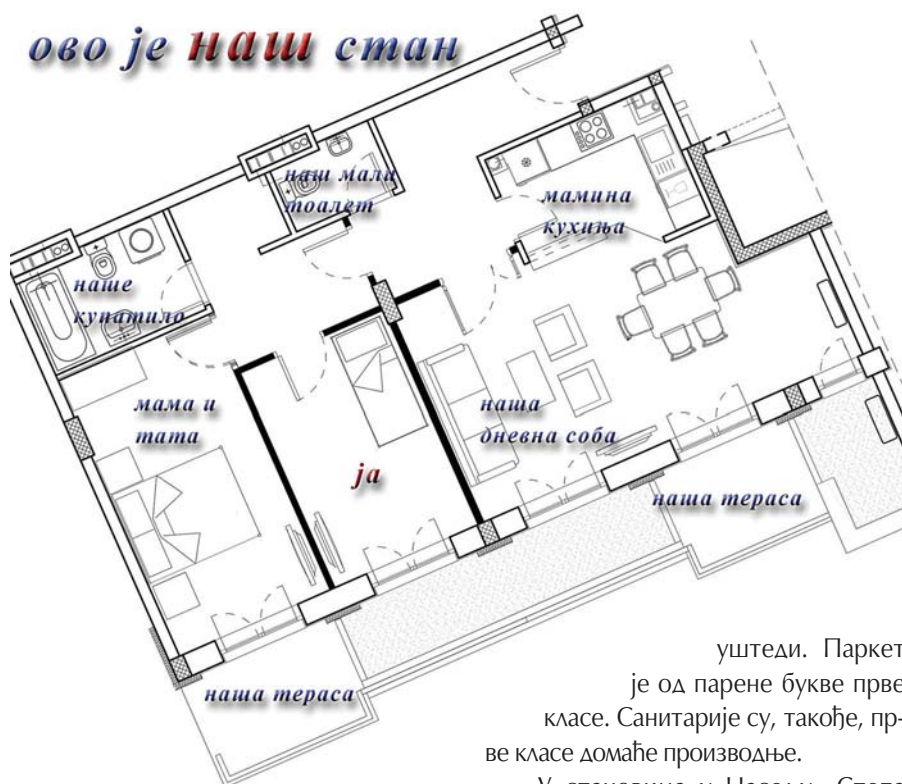 ово је наш стан
наш мали
тоалет
мамина
кухиња
наше
купатило
мама и
тата
ја
наша
дневна соба
наша тераса
наша тераса
уштеди. Паркет
је од парене букве прве
класе. Санитарије су, такође, пр-
ве класе домаће производње.